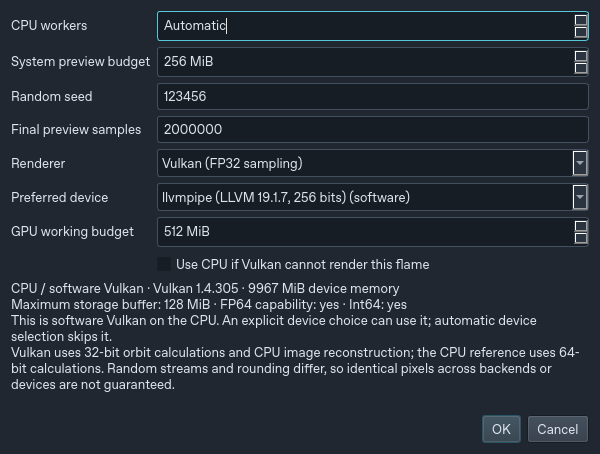 CPU workers
Automatic
System preview budget
256 MiB
Random seed
123456
Final preview samples
2000000
Renderer
Vulkan (FP32 sampling)
Preferred device
llvmpipe (LLVM 19.1.7, 256 bits) (software)
GPU working budget
512 MiB
Use CPU if Vulkan cannot render this flame
CPU / software Vulkan · Vulkan 1.4.305 · 9967 MiB device memory
Maximum storage buffer: 128 MiB · FP64 capability: yes · Int64: yes
This is software Vulkan on the CPU. An explicit device choice can use it; automatic device
selection skips it.
Vulkan uses 32-bit orbit calculations and CPU image reconstruction; the CPU reference uses 64-
bit calculations. Random streams and rounding differ, so identical pixels across backends or
devices are not guaranteed.
OK
Cancel